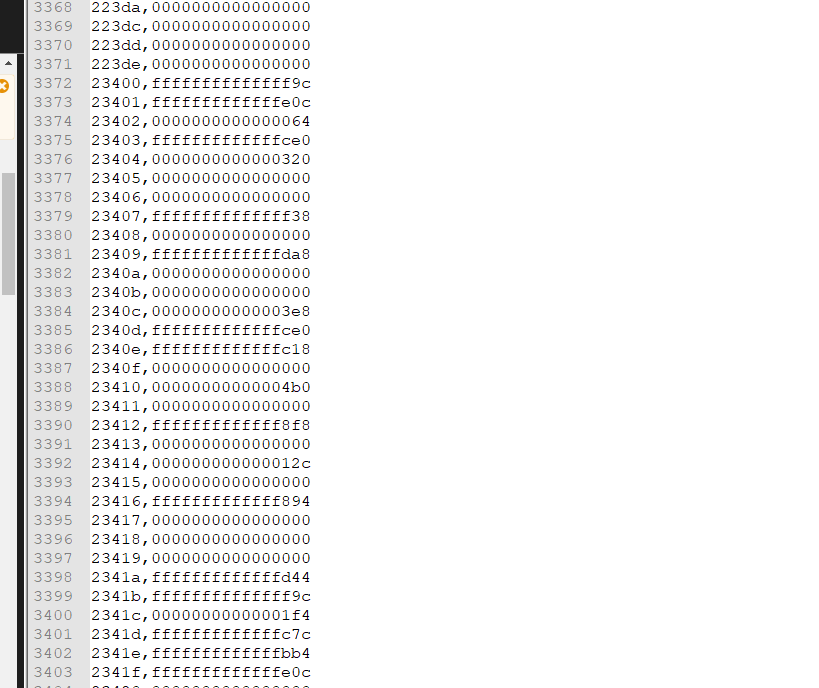 3368 223da,0000000000000000
3369 223dc,0000000000000000
3370 223dd,0000000000000000
3371 223de,0000000000000000
3372 23400,ffffffffffffff9c
3373 23401,fffffffffffffe0c
3374 23402,0000000000000064
3375 23403,fffffffffffffce0
3376 23404,0000000000000320
3377 23405,0000000000000000
3378 23406,0000000000000000
3379 23407,ffffffffffffff38
3380 23408,0000000000000000
3381 23409,fffffffffffffda8
3382 2340a,0000000000000000
3383 2340b,0000000000000000
3384 2340c,00000000000003e8
3385 2340d,fffffffffffffce0
3386 2340e,fffffffffffffc18
3387 2340f,0000000000000000
3388 23410,00000000000004b0
3389 23411,0000000000000000
3390 23412,fffffffffffff8f8
3391 23413,0000000000000000
3392 23414,000000000000012c
3393 23415,0000000000000000
3394 23416,fffffffffffff894
3395 23417,0000000000000000
3396 23418,0000000000000000
3397 23419,0000000000000000
3398 2341a,fffffffffffffd44
3399 2341b,ffffffffffffff9c
3400 2341c,00000000000001f4
3401 2341d,fffffffffffffc7c
3402 2341e,fffffffffffffbb4
3403 2341f,fffffffffffffe0c